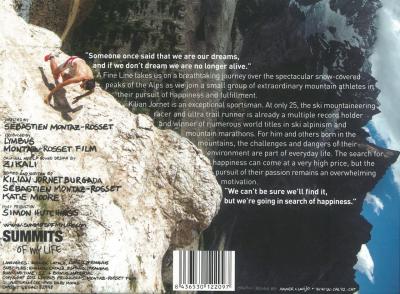 "Someone once said that we are our dreams,
and if we don't dream we are no longer alive."
A Fine Line takes us on a breathtaking journey over the spectacular snow-covered
peaks of the Alps as we join a small group of extraordinary mountain athletes in
their pursuit of happiness and fulfillment.
Kilian Jornet is an exceptional sportsman. At only 25, the ski mountaineering
racer and ultra trail runner is already a multiple record holder
and winner of numerous world titles in ski alpinism and
mountain marathons. For him and others born in the
mountains, the challenges and dangers of their
environment are part of everyday life. The search for
happiness can come at a very high price, but the
pursuit of their passion remains an overwhelming
motivation.
"We can't be sure we'll find it,
but we're going in search of happiness."
DIRECTED BY
SÉBASTIEN MONTAZ-ROSSET
PRODUCED BY
LYMBUS
MONTAZ-ROSSET FILM
ZIKALI
KILIAN JORNET BURGADA
SÉBASTIEN MONTAZ-ROSSET
KATIE MOORE
POST PRODUCTION
SIMON HUTCHINGS
SUMMITS
OF MY LIFE
8 436530 122097